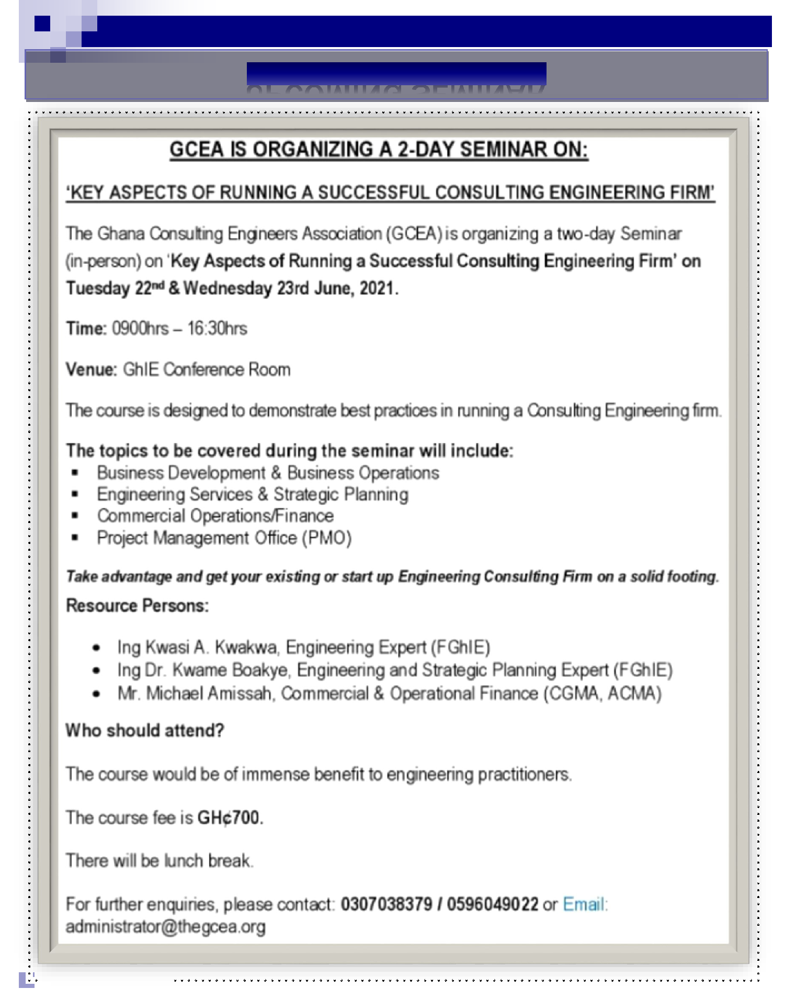 UPCOMING SEMINAR
GCEA IS ORGANIZING A 2-DAY SEMINAR ON:
‘KEY ASPECTS OF RUNNING A SUCCESSFUL CONSULTING ENGINEERING FIRM’
The Ghana Consulting Engineers Association (GCEA) is organizing a two-day Seminar
(in-person) on ‘Key Aspects of Running a Successful Consulting Engineering Firm’ on
Tuesday 22nd & Wednesday 23rd June, 2021.
Time: 0900hrs – 16:30hrs
Venue: GhIE Conference Room
The course is designed to demonstrate best practices in running a Consulting Engineering firm.
The topics to be covered during the seminar will include:
▪ Business Development & Business Operations
▪ Engineering Services & Strategic Planning
▪ Commercial Operations/Finance
▪ Project Management Office (PMO)
Take advantage and get your existing or start up Engineering Consulting Firm on a solid footing.
Resource Persons:
• Ing Kwasi A. Kwakwa, Engineering Expert (FGhIE)
• Ing Dr. Kwame Boakye, Engineering and Strategic Planning Expert (FGhIE)
• Mr. Michael Amissah, Commercial & Operational Finance (CGMA, ACMA)
Who should attend?
The course would be of immense benefit to engineering practitioners.
The course fee is GH¢700.
There will be lunch break.
For further enquiries, please contact: 0307038379 / 0596049022 or Email:
administrator@thegcea.org